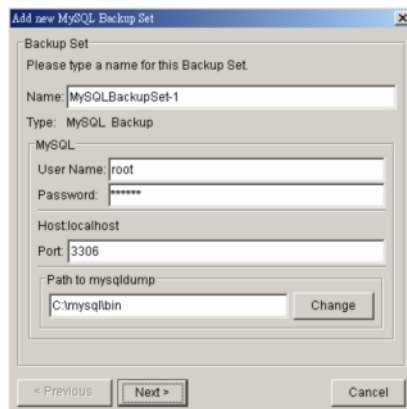 Add new MySQL Backup Set
Backup Set
Please type a name for this Backup Set.
Name: MySQLBackupSet-1
Type: MySQL Backup
MySQL
User Name: root
Password: ******
Host:localhost
Port: 3306
Path to mysqldump
C:\mysql\bin Change
< Previous Next > Cancel